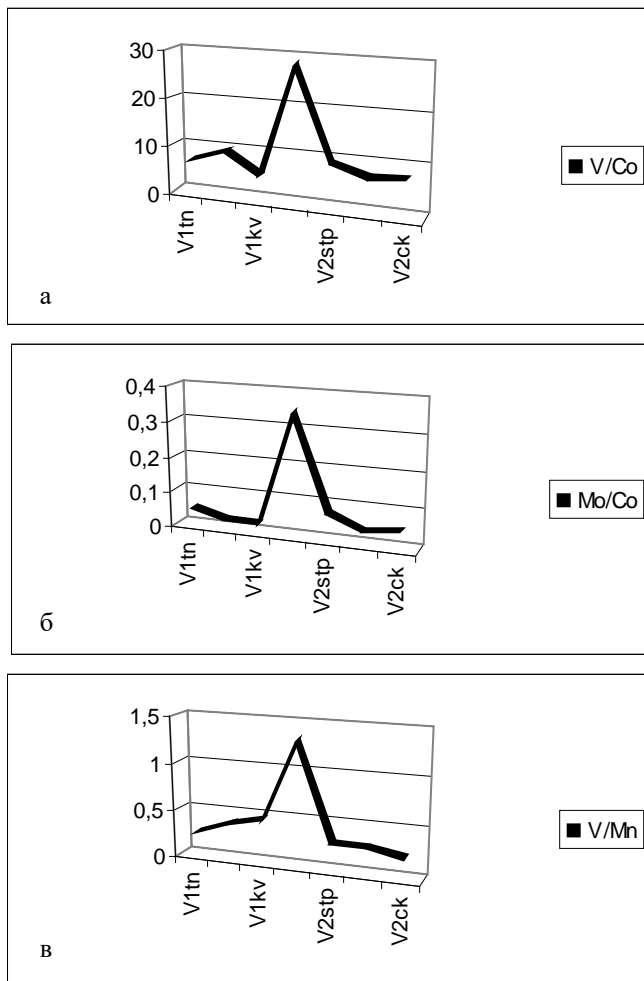 30
20
10
0
V1tn
V1kv
V2stp
V2ck
V/Co
а
0,4
0,3
0,2
0,1
0
V1tn
V1kv
V2stp
V2ck
Mo/Co
б
1,5
1
0,5
0
V1tn
V1kv
V2stp
V2ck
V/Mn
в